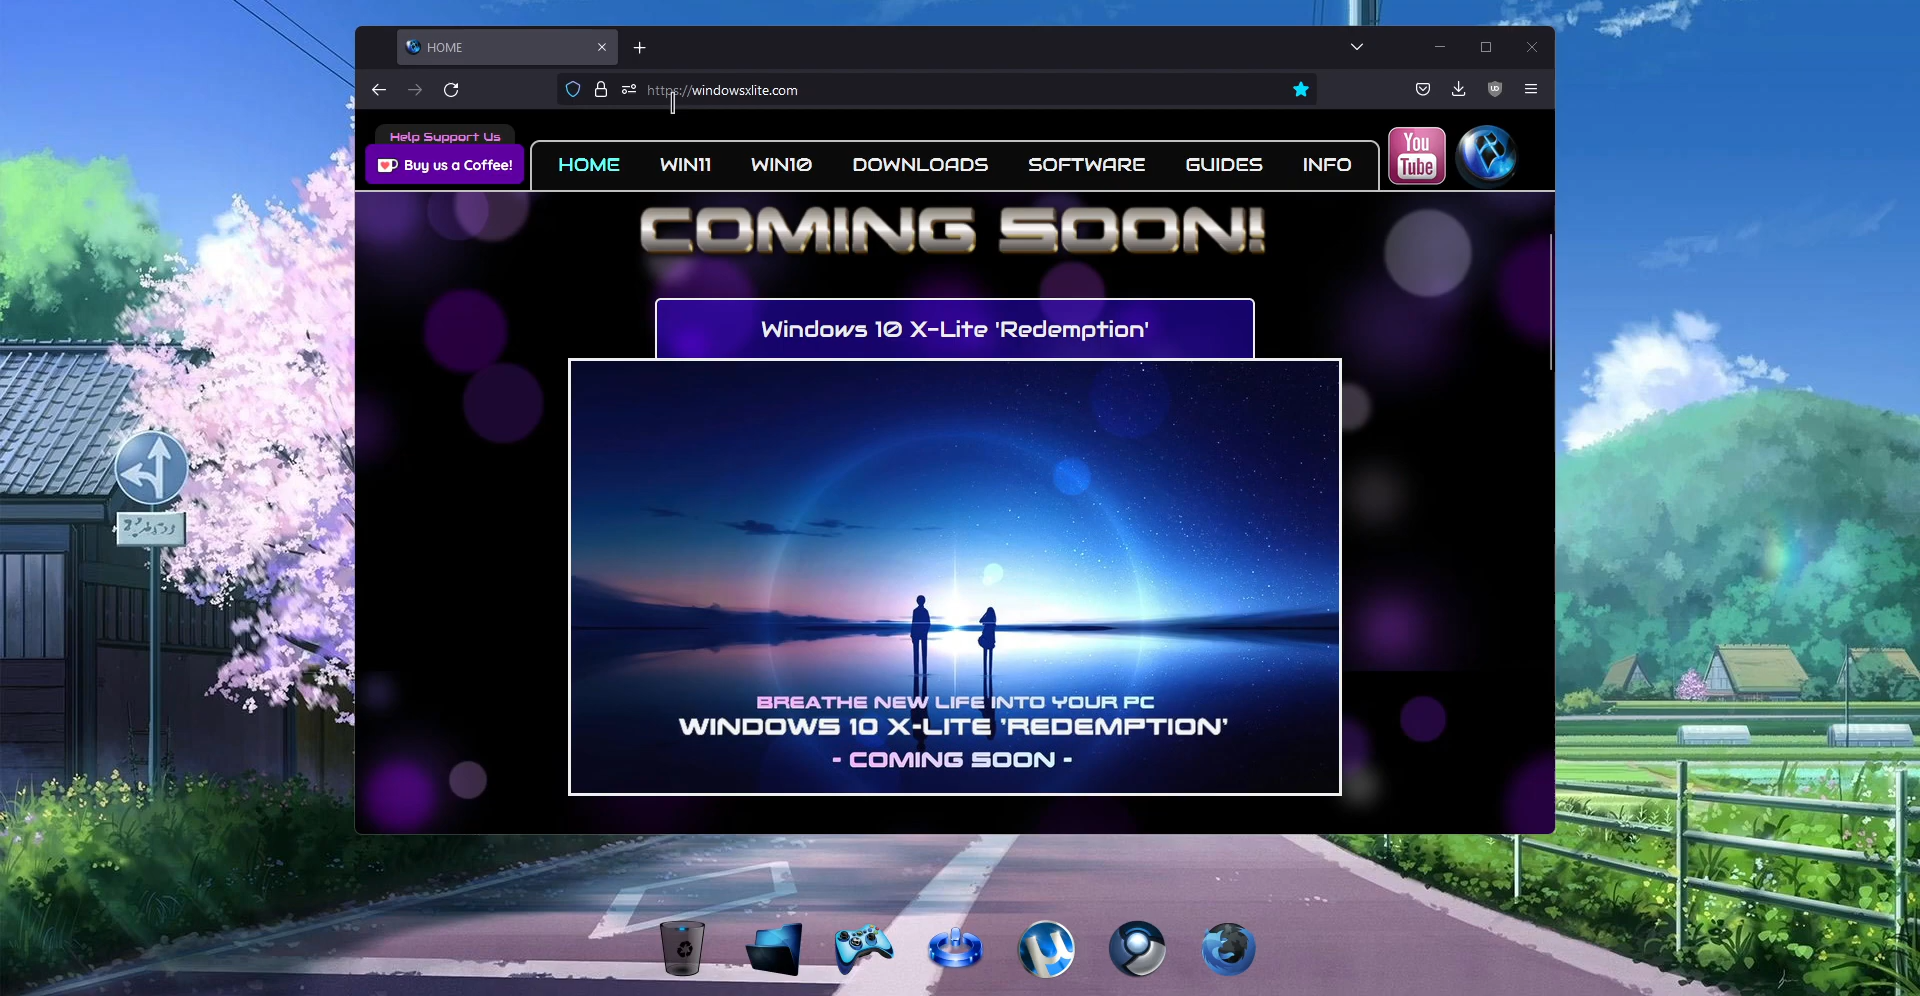 HOME
https://windowsxlite.com
Help Support Us
Buy us a Coffee!
HOME WIN11 WIN10 DOWNLOADS SOFTWARE GUIDES INFO
You
Tube
COMING SOON!
Windows 10 X-Lite 'Redemption'
BREATHE NEW LIFE INTO YOUR PC
WINDOWS 10 X-LITE 'REDEMPTION'
- COMING SOON -